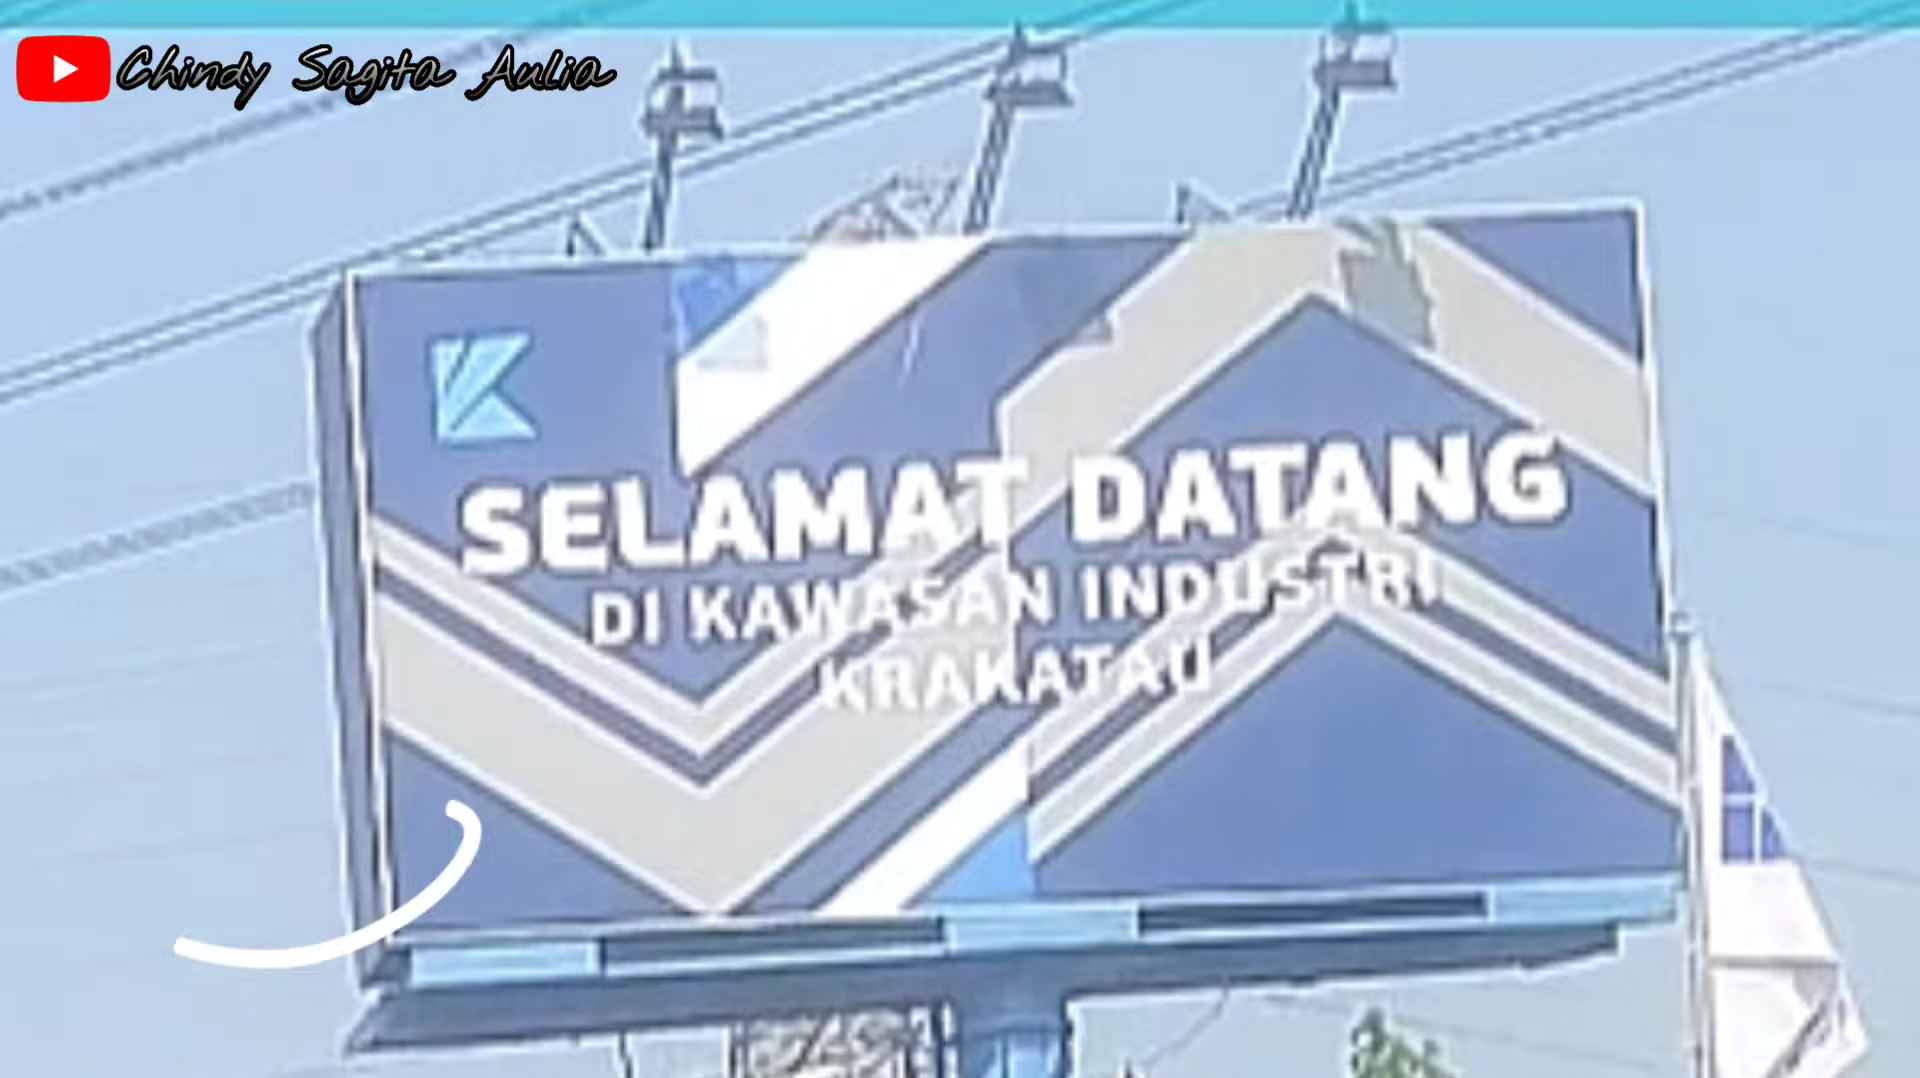 Chindy Sagita Aulia
SELAMAT DATANG
DI KAWASAN INDUSTRI
KRAKATAU